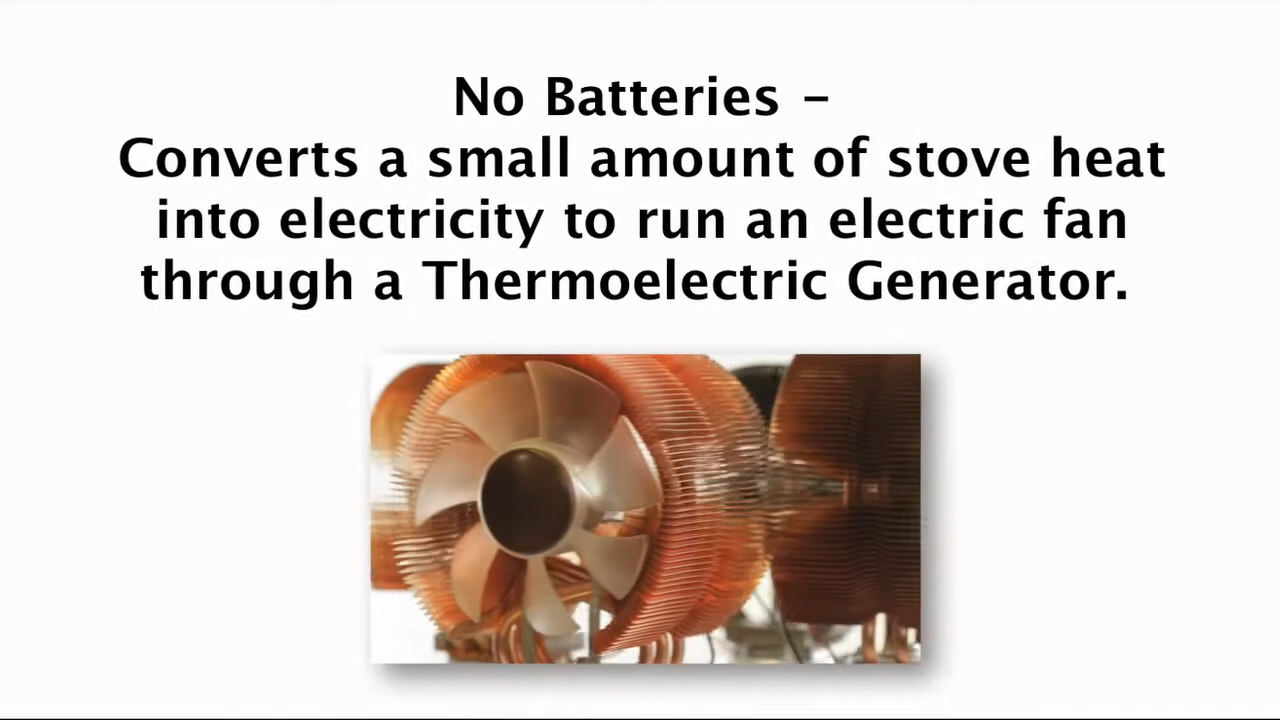 No Batteries –
Converts a small amount of stove heat
into electricity to run an electric fan
through a Thermoelectric Generator.